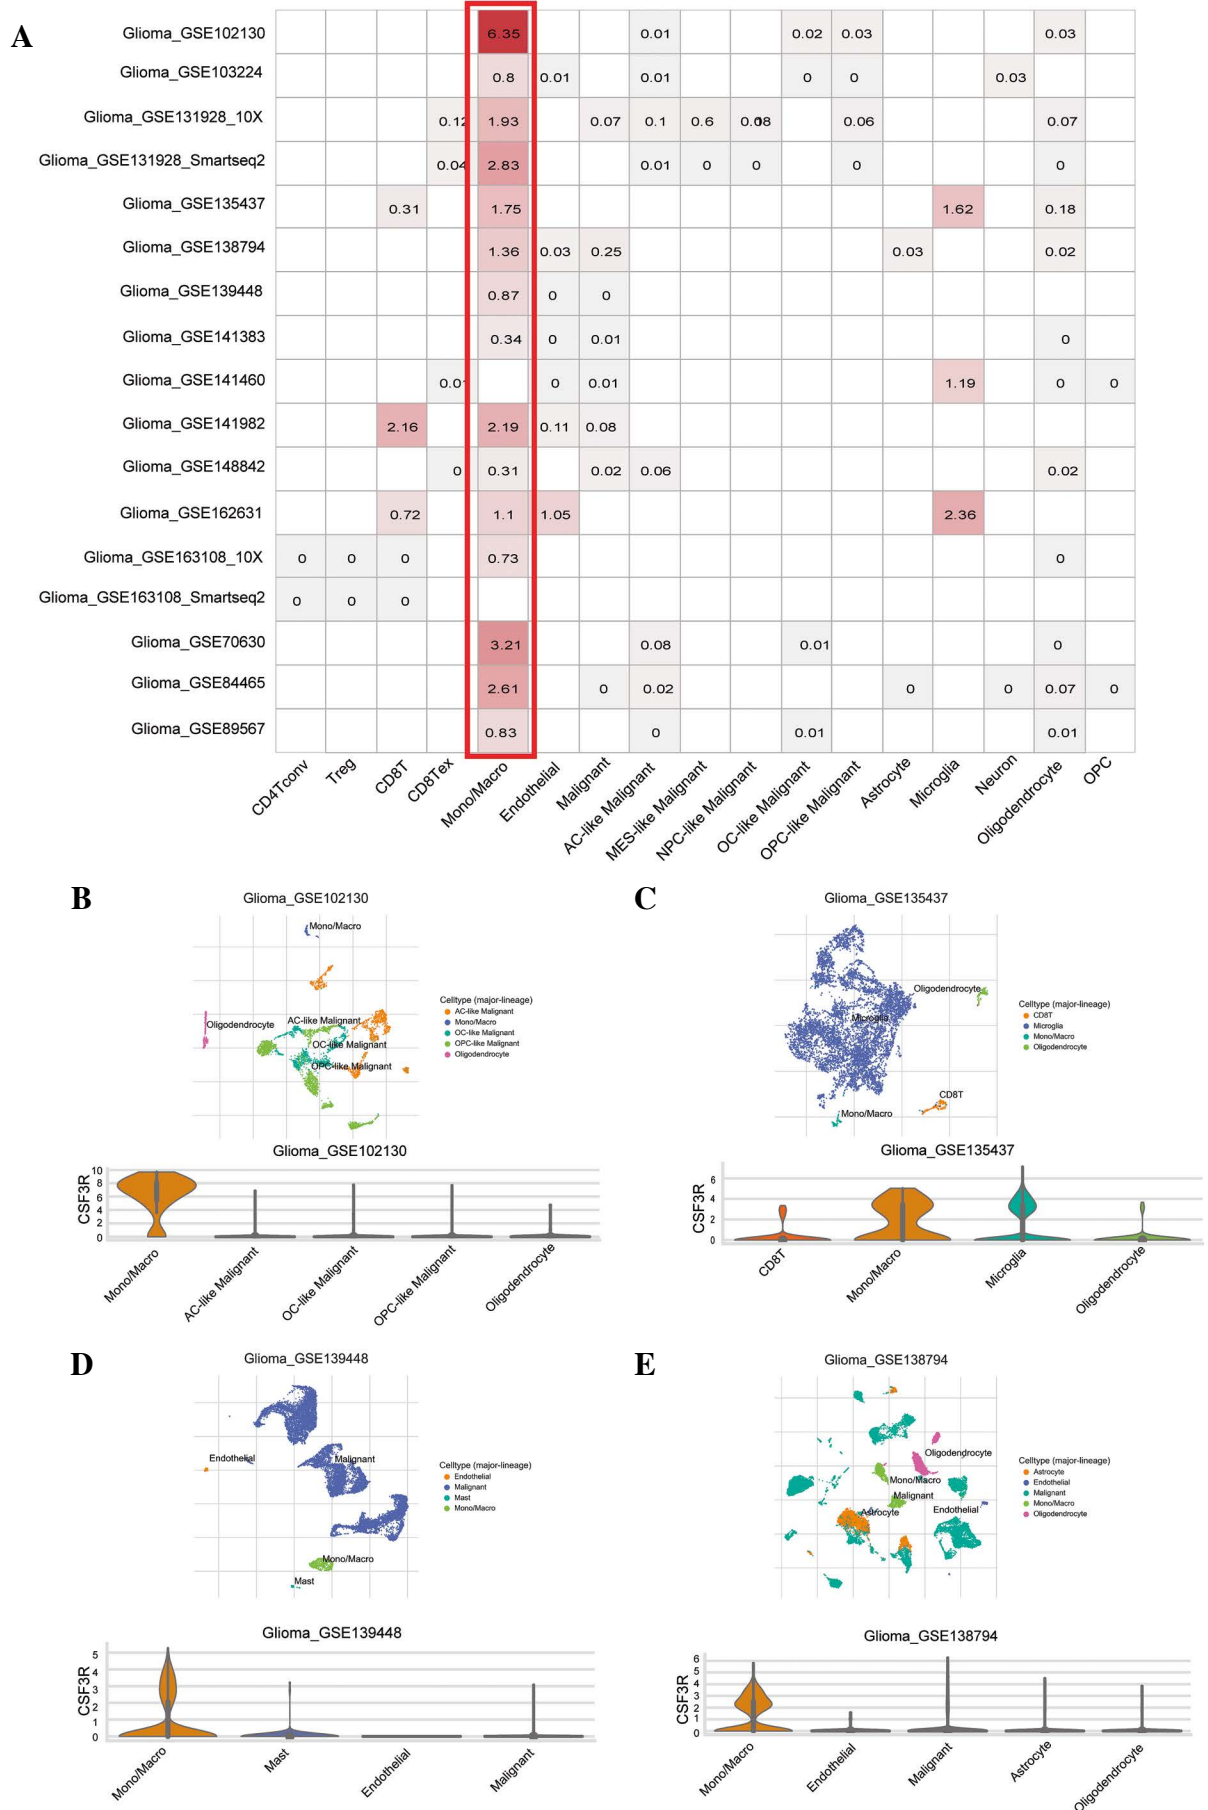 A
Glioma_GSE102130 6.35 0.01 0.02 0.03 0.03
Glioma_GSE103224 0.8 0.01 0.01 0 0 0.03
Glioma_GSE131928_10X 0.12 1.93 0.07 0.1 0.6 0.08 0.06 0.07
Glioma_GSE131928_Smartseq2 0.04 2.83 0.01 0 0 0 0
Glioma_GSE135437 0.31 1.75 1.62 0.18
Glioma_GSE138794 1.36 0.03 0.25 0.03 0.02
Glioma_GSE139448 0.87 0 0
Glioma_GSE141383 0.34 0 0.01 0
Glioma_GSE141460 0.01 0 0.01 1.19 0 0
Glioma_GSE141982 2.16 2.19 0.11 0.08
Glioma_GSE148842 0 0.31 0.02 0.06 0.02
Glioma_GSE162631 0.72 1.1 1.05 2.36
Glioma_GSE163108_10X 0 0 0 0.73 0
Glioma_GSE163108_Smartseq2 0 0 0
Glioma_GSE70630 3.21 0.08 0.01 0
Glioma_GSE84465 2.61 0 0.02 0 0 0.07 0
Glioma_GSE89567 0.83 0 0.01 0.01
CD4Tconv Treg CD8T CD8Tex Mono/Macro Endothelial Malignant AC-like Malignant MES-like Malignant NPC-like Malignant OC-like Malignant OPC-like Malignant Astrocyte Microglia Neuron Oligodendrocyte OPC
B
Glioma_GSE102130
Mono/Macro
Oligodendrocyte
AC-like Malignant
OC-like Malignant
OPC-like Malignant
Celltype (major-lineage)
AC-like Malignant
Mono/Macro
OC-like Malignant
OPC-like Malignant
Oligodendrocyte
Glioma_GSE102130
CSF3R
10
8
6
4
2
0
Mono/Macro AC-like Malignant OC-like Malignant OPC-like Malignant Oligodendrocyte
C
Glioma_GSE135437
Oligodendrocyte
Microglia
CD8T
Mono/Macro
Celltype (major-lineage)
CD8T
Microglia
Mono/Macro
Oligodendrocyte
Glioma_GSE135437
CSF3R
6
4
2
0
CD8T Mono/Macro Microglia Oligodendrocyte
D
Glioma_GSE139448
Endothelial
Malignant
Mono/Macro
Mast
Celltype (major-lineage)
Endothelial
Malignant
Mast
Mono/Macro
Glioma_GSE139448
CSF3R
5
4
3
2
1
0
Mono/Macro Mast Endothelial Malignant
E
Glioma_GSE138794
Oligodendrocyte
Mono/Macro
Malignant
Astrocyte
Endothelial
Celltype (major-lineage)
Astrocyte
Endothelial
Malignant
Mono/Macro
Oligodendrocyte
Glioma_GSE138794
CSF3R
6
5
4
3
2
1
0
Mono/Macro Endothelial Malignant Astrocyte Oligodendrocyte